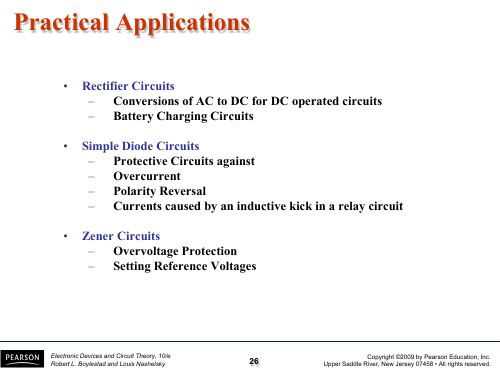 Practical Applications
• Rectifier Circuits
– Conversions of AC to DC for DC operated circuits
– Battery Charging Circuits
• Simple Diode Circuits
– Protective Circuits against
– Overcurrent
– Polarity Reversal
– Currents caused by an inductive kick in a relay circuit
• Zener Circuits
– Overvoltage Protection
– Setting Reference Voltages
PEARSON
Electronic Devices and Circuit Theory, 10/e
Robert L. Boylestad and Louis Nashelsky
26
Copyright ©2009 by Pearson Education, Inc.
Upper Saddle River, New Jersey 07458 • All rights reserved.